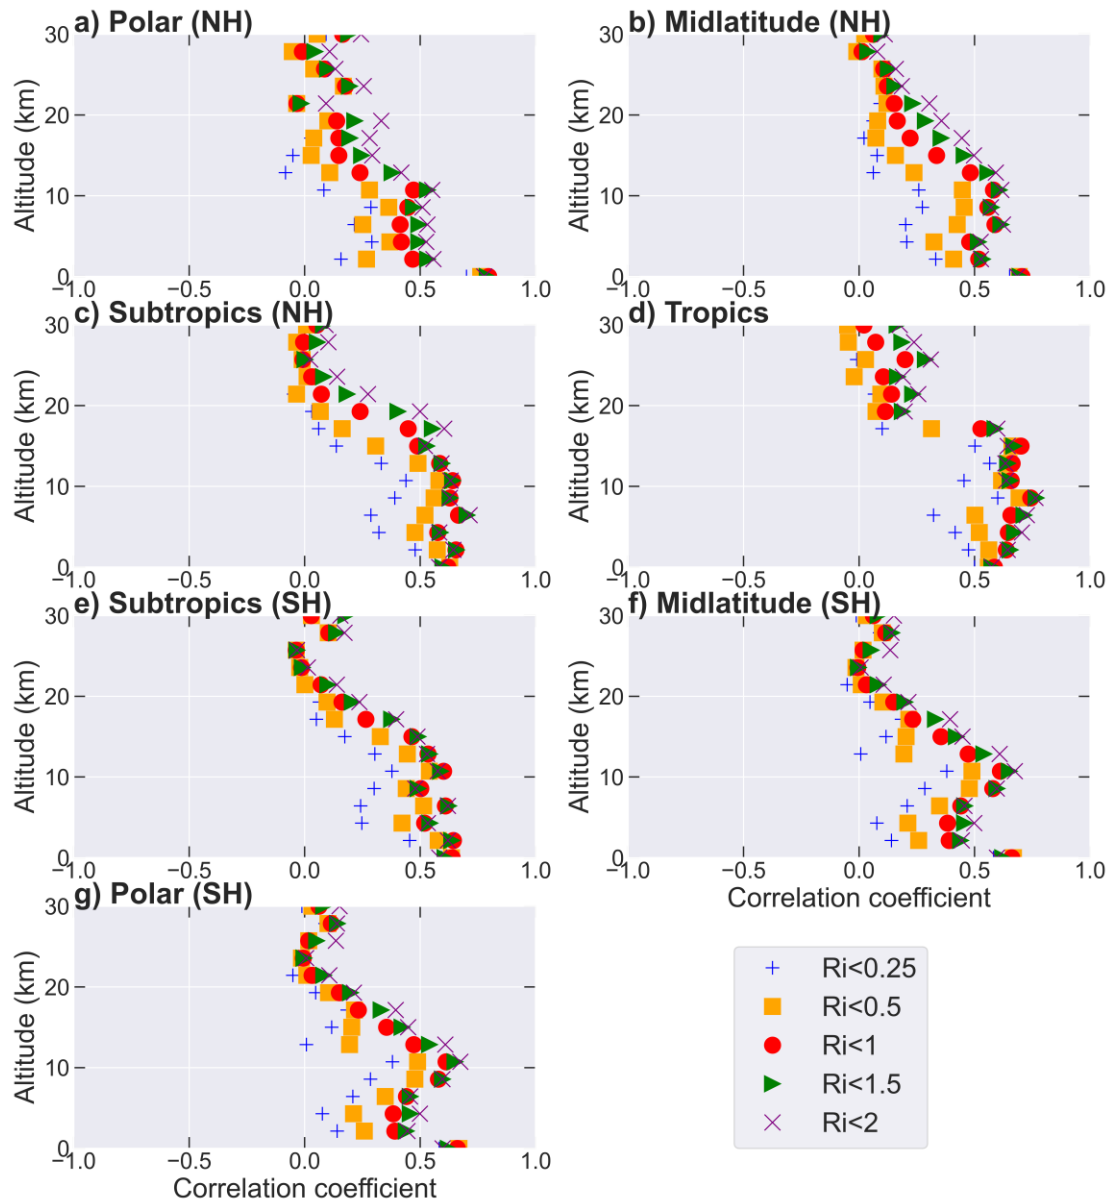 a) Polar (NH)
b) Midlatitude (NH)
30
20
10
0
Altitude (km)
−1.0 −0.5 0.0 0.5 1.0
30
20
10
0
Altitude (km)
−1.0 −0.5 0.0 0.5 1.0
c) Subtropics (NH)
d) Tropics
30
20
10
0
Altitude (km)
−1.0 −0.5 0.0 0.5 1.0
30
20
10
0
Altitude (km)
−1.0 −0.5 0.0 0.5 1.0
e) Subtropics (SH)
f) Midlatitude (SH)
30
20
10
0
Altitude (km)
−1.0 −0.5 0.0 0.5 1.0
30
20
10
0
Altitude (km)
−1.0 −0.5 0.0 0.5 1.0
Correlation coefficient
g) Polar (SH)
30
20
10
0
Altitude (km)
−1.0 −0.5 0.0 0.5 1.0
Correlation coefficient
Ri<0.25
Ri<0.5
Ri<1
Ri<1.5
Ri<2